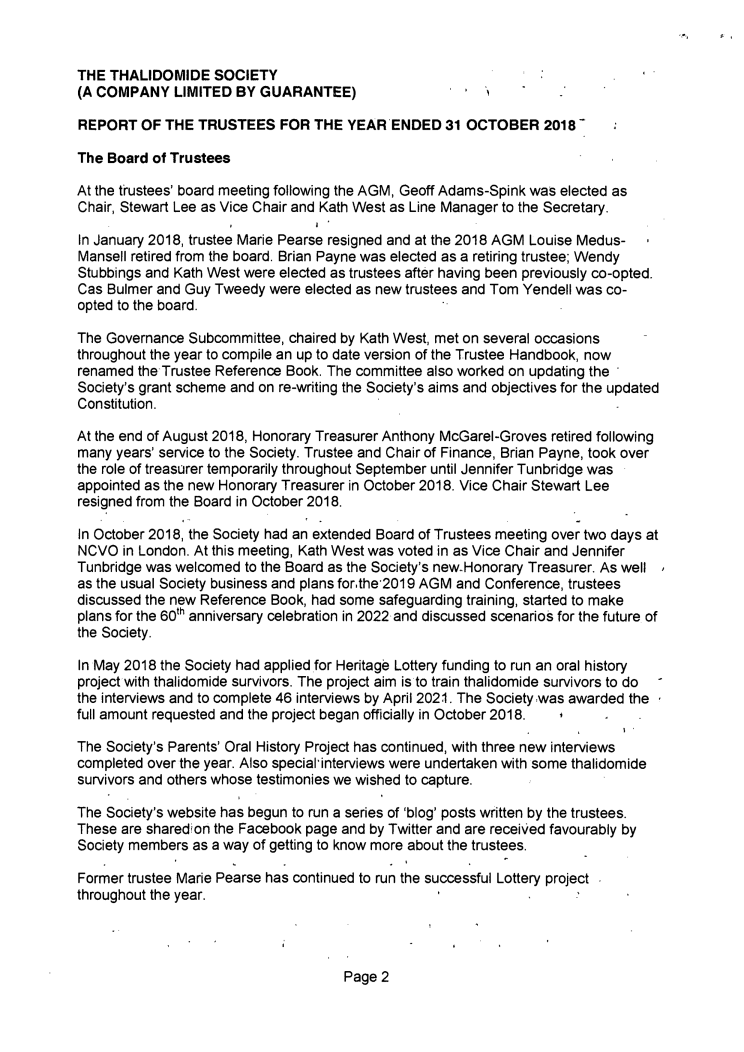 THE THALIDOMIDE SOCIETY
(A COMPANY LIMITED BY GUARANTEE)
REPORT OF THE TRUSTEES FOR THE YEAR ENDED 31 OCTOBER 2018
The Board of Trustees
At the trustees' board meeting following the AGM, Geoff Adams-Spink was elected as
Chair, Stewart Lee as Vice Chair and Kath West as Line Manager to the Secretary.
In January 2018, trustee Marie Pearse resigned and at the 2018 AGM Louise Medus-
Mansell retired from the board. Brian Payne was elected as a retiring trustee; Wendy
Stubbings and Kath West were elected as trustees after having been previously co-opted.
Cas Bulmer and Guy Tweedy were elected as new trustees and Tom Yendell was co-
opted to the board.
The Governance Subcommittee, chaired by Kath West, met on several occasions
throughout the year to compile an up to date version of the Trustee Handbook, now
renamed the Trustee Reference Book. The committee also worked on updating the
Society's grant scheme and on re-writing the Society's aims and objectives for the updated
Constitution.
At the end of August 2018, Honorary Treasurer Anthony McGarel-Groves retired following
many years' service to the Society. Trustee and Chair of Finance, Brian Payne, took over
the role of treasurer temporarily throughout September until Jennifer Tunbridge was
appointed as the new Honorary Treasurer in October 2018. Vice Chair Stewart Lee
resigned from the Board in October 2018.
In October 2018, the Society had an extended Board of Trustees meeting over two days at
NCVO in London. At this meeting, Kath West was voted in as Vice Chair and Jennifer
Tunbridge was welcomed to the Board as the Society's new Honorary Treasurer. As well
as the usual Society business and plans for the 2019 AGM and Conference, trustees
discussed the new Reference Book, had some safeguarding training, started to make
plans for the 60th anniversary celebration in 2022 and discussed scenarios for the future of
the Society.
In May 2018 the Society had applied for Heritage Lottery funding to run an oral history
project with thalidomide survivors. The project aim is to train thalidomide survivors to do
the interviews and to complete 46 interviews by April 2021. The Society was awarded the
full amount requested and the project began officially in October 2018.
The Society's Parents' Oral History Project has continued, with three new interviews
completed over the year. Also special interviews were undertaken with some thalidomide
survivors and others whose testimonies we wished to capture.
The Society's website has begun to run a series of 'blog' posts written by the trustees.
These are shared on the Facebook page and by Twitter and are received favourably by
Society members as a way of getting to know more about the trustees.
Former trustee Marie Pearse has continued to run the successful Lottery project
throughout the year.
Page 2